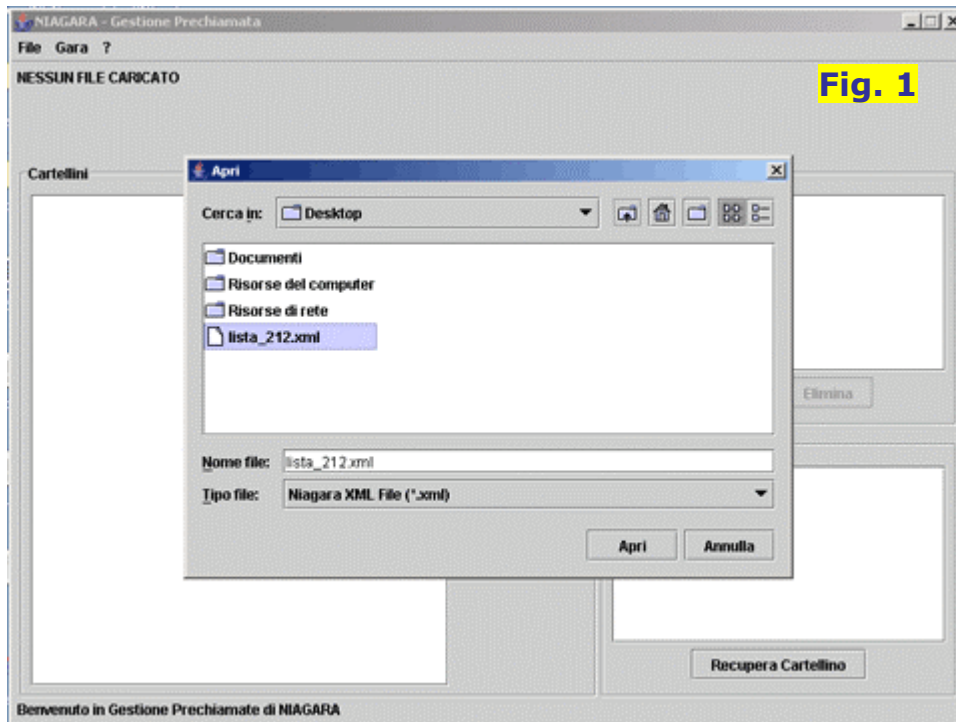 NIAGARA - Gestione Prechiamata
File Gara ?
NESSUN FILE CARICATO
Fig. 1
Cartellini
Apri
Cerca in: Desktop
Documenti
Risorse del computer
Risorse di rete
lista_212.xml
Elimina
Nome file: lista_212.xml
Tipo file: Niagara XML File (*.xml)
Apri Annulla
Recupera Cartellino
Benvenuto in Gestione Prechiamate di NIAGARA